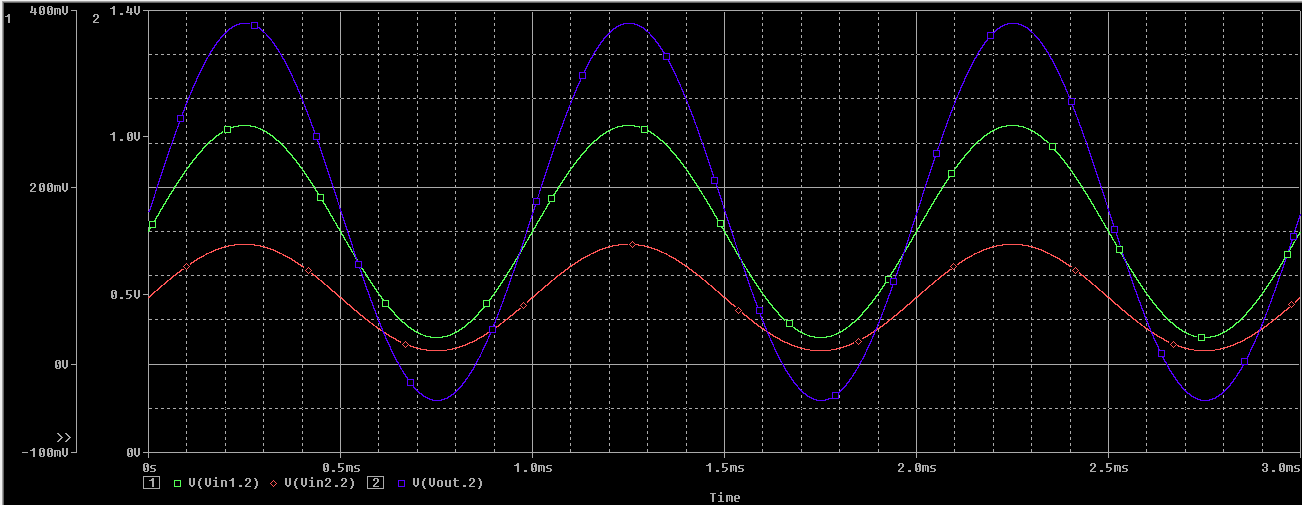 1 400mV 2 1.4V
1.0V
200mV
0.5V
0V
>>
-100mV 0V
0s 0.5ms 1.0ms 1.5ms 2.0ms 2.5ms 3.0ms
1 V(Vin1.2) V(Vin2.2) 2 V(Vout.2)
Time